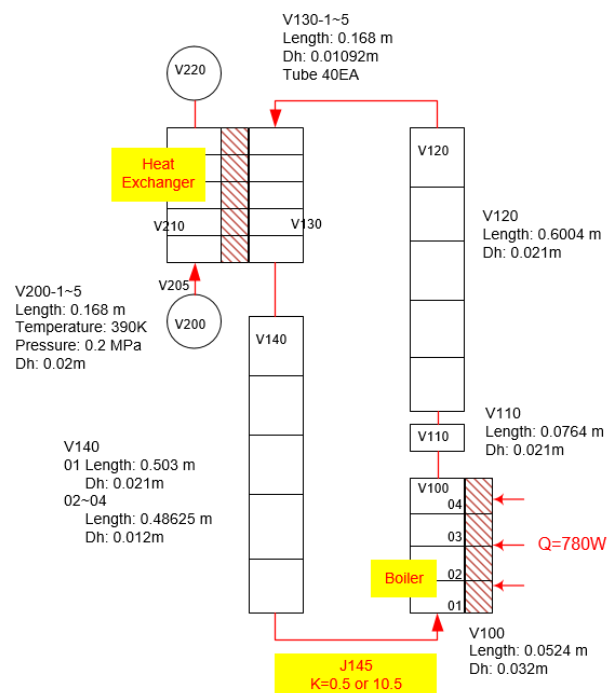 V130-1~5
Length: 0.168 m
Dh: 0.01092m
Tube 40EA
V220
Heat
Exchanger
V210
V130
V120
V120
Length: 0.6004 m
Dh: 0.021m
V205
V200
V200-1~5
Length: 0.168 m
Temperature: 390K
Pressure: 0.2 MPa
Dh: 0.02m
V140
V140
01 Length: 0.503 m
Dh: 0.021m
02~04
Length: 0.48625 m
Dh: 0.012m
V110
V110
Length: 0.0764 m
Dh: 0.021m
V100
04
03
02
01
Q=780W
Boiler
V100
Length: 0.0524 m
Dh: 0.032m
J145
K=0.5 or 10.5